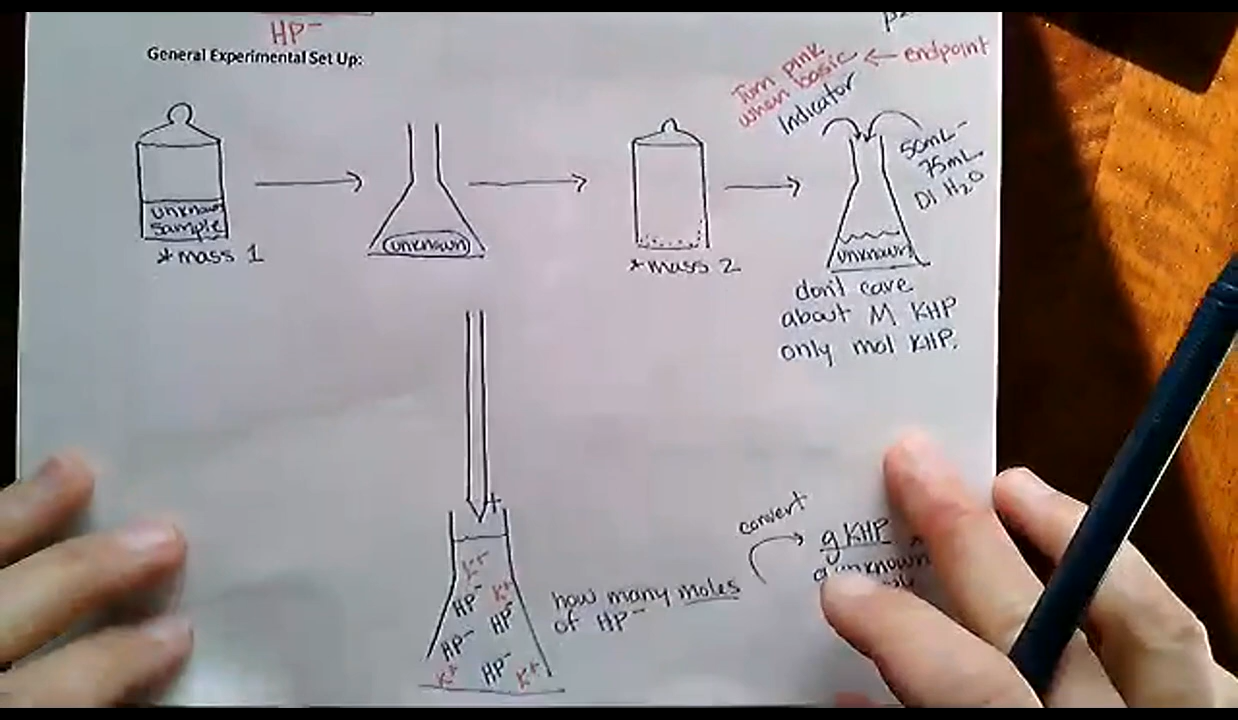 HP⁻
General Experimental Set Up:
Turn pink
when basic ← endpoint
Indicator
50mL-
75mL
DI H₂O
unknown
sample
*mass 1
unknown
*mass 2
unknown
don't care
about M KHP
only mol KHP.
K⁺
HP⁻ K⁺
HP⁻
HP⁻
K⁺ HP⁻ K⁺
how many moles
of HP⁻
convert
g KHP
unknown